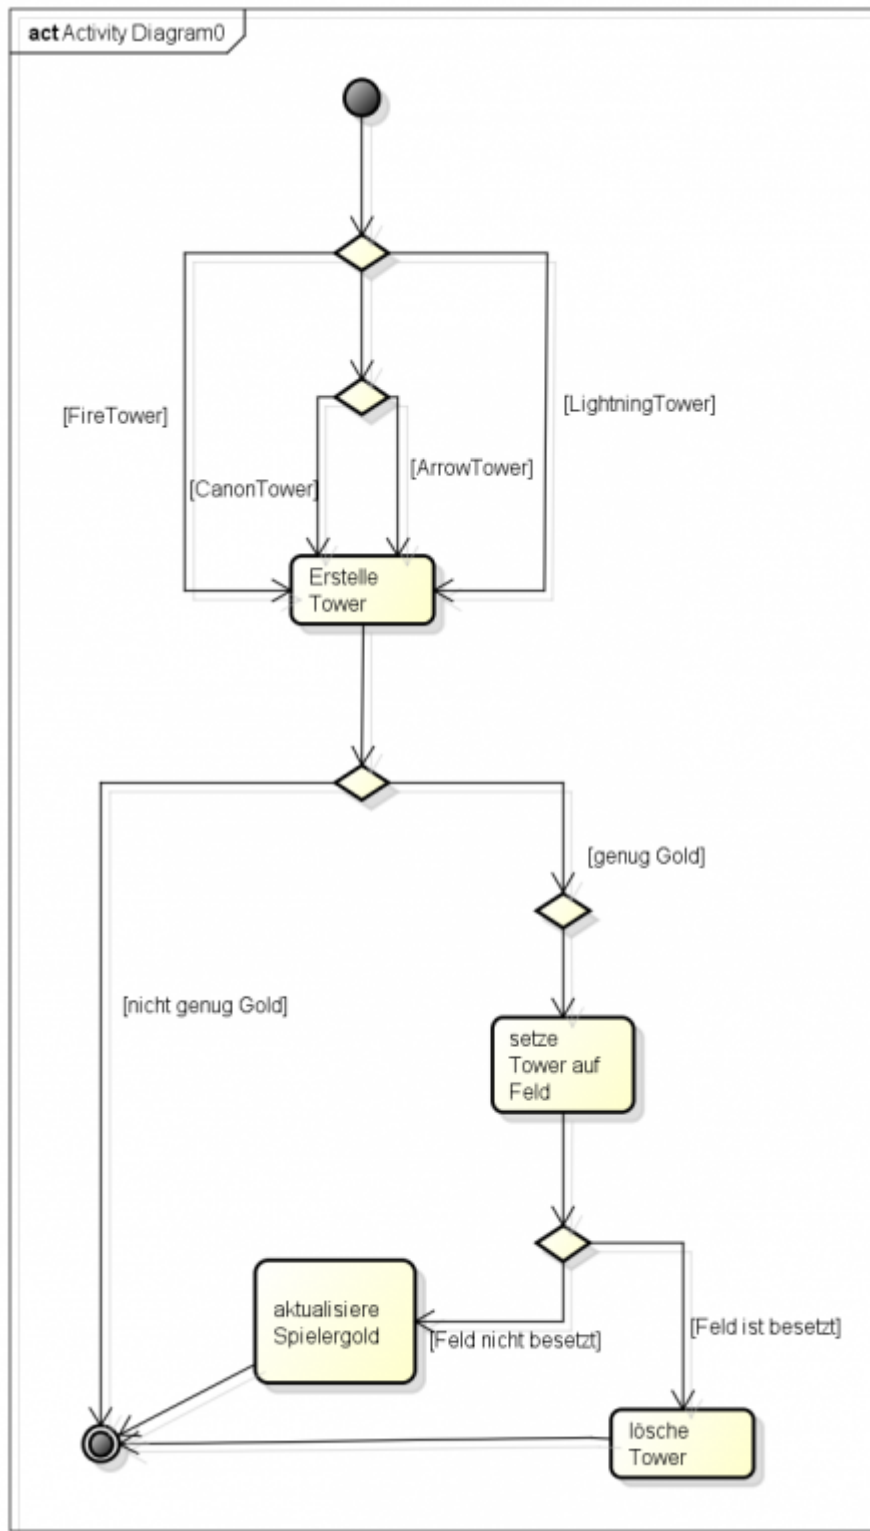 act Activity Diagram0
[FireTower]
[LightningTower]
[CanonTower]
[ArrowTower]
Erstelle
Tower
[genug Gold]
[nicht genug Gold]
setze
Tower auf
Feld
aktualisiere
Spielergold
[Feld nicht besetzt]
[Feld ist besetzt]
lösche
Tower